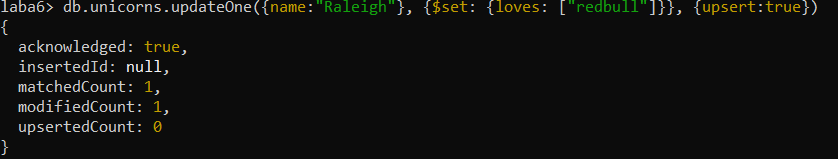 laba6> db.unicorns.updateOne({name:"Raleigh"}, {$set: {loves: ["redbull"]}}, {upsert:true})
{
  acknowledged: true,
  insertedId: null,
  matchedCount: 1,
  modifiedCount: 1,
  upsertedCount: 0
}